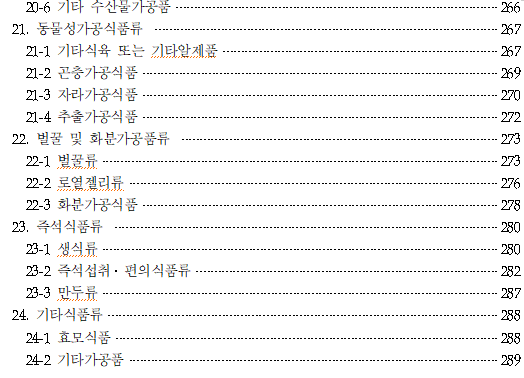 20-6 기타 수산물가공품 266
21. 동물성가공식품류 267
21-1 기타식육 또는 기타알제품 267
21-2 곤충가공식품 269
21-3 자라가공식품 270
21-4 추출가공식품 272
22. 벌꿀 및 화분가공품류 273
22-1 벌꿀류 273
22-2 로열젤리류 276
22-3 화분가공식품 278
23. 즉석식품류 280
23-1 생식류 280
23-2 즉석섭취· 편의식품류 282
23-3 만두류 287
24. 기타식품류 288
24-1 효모식품 288
24-2 기타가공품 289